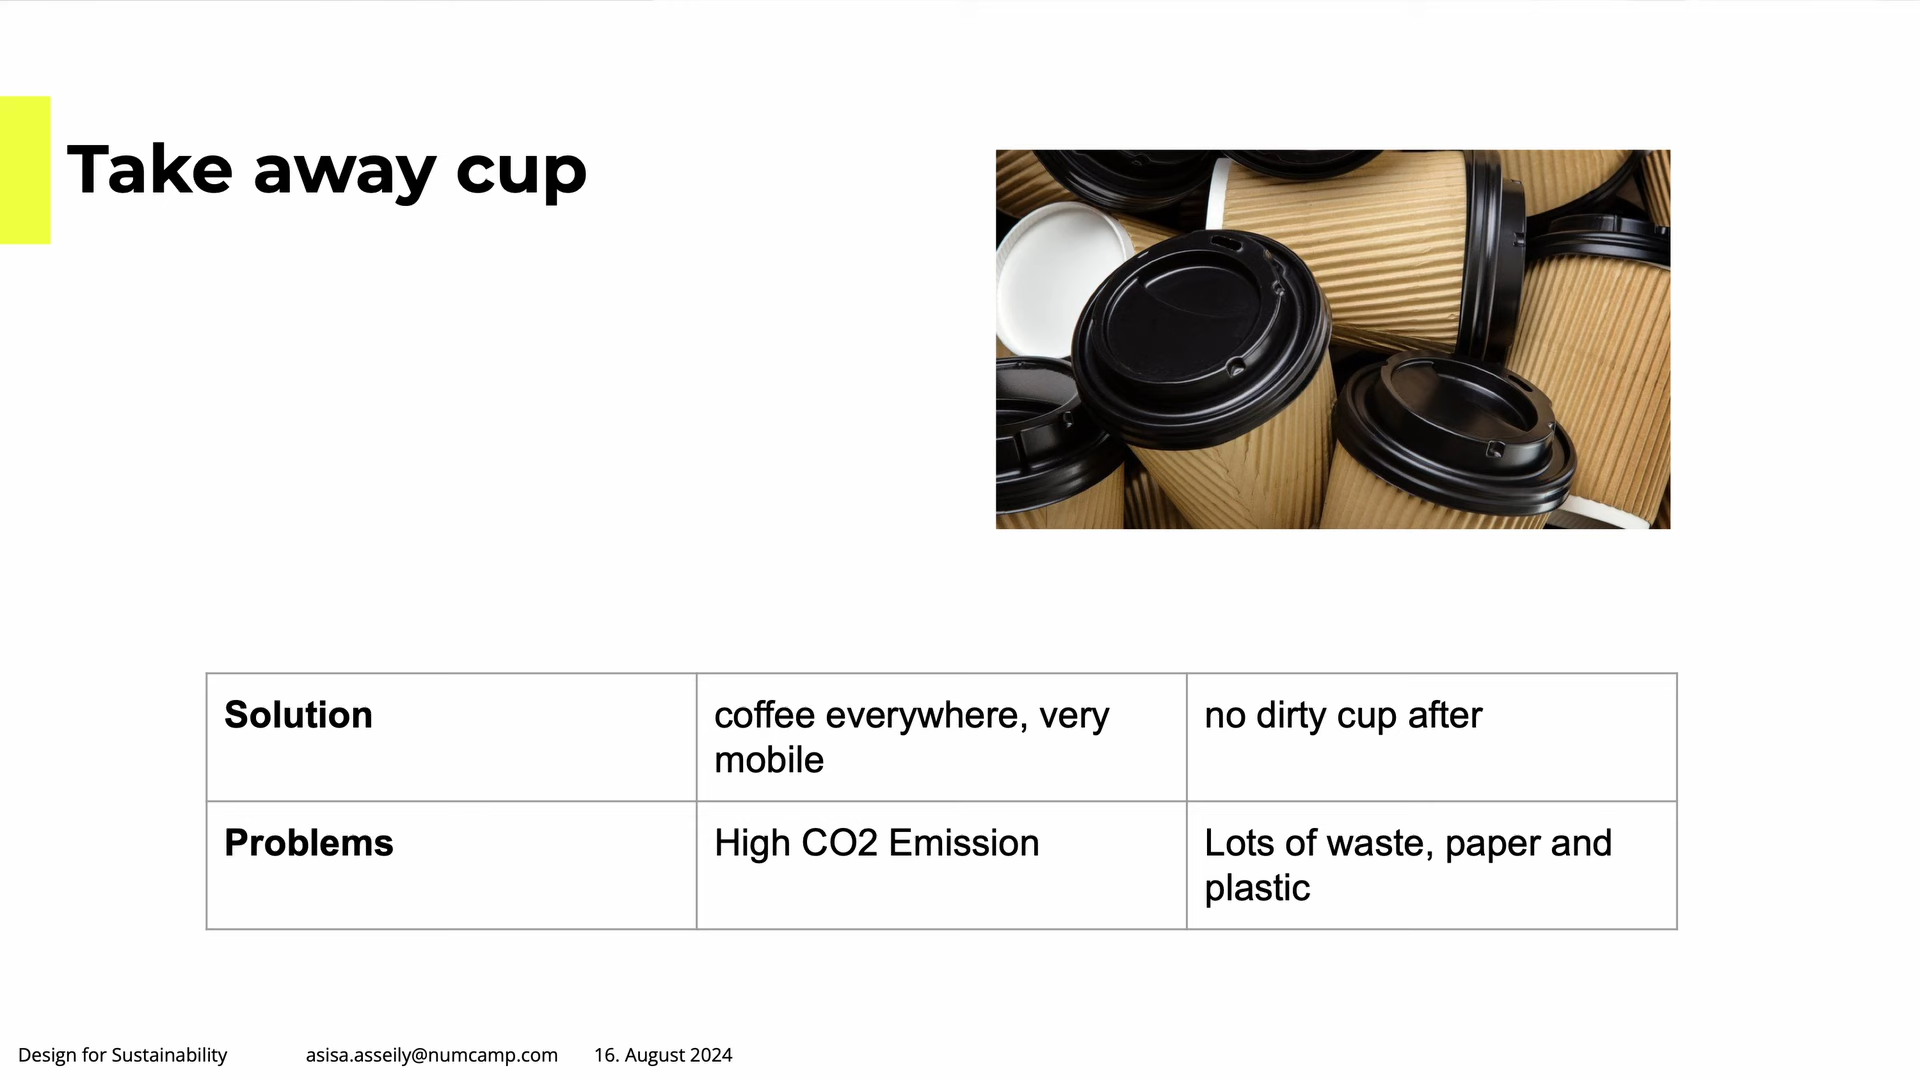 Take away cup
Solution
coffee everywhere, very
mobile
no dirty cup after
Problems
High CO2 Emission
Lots of waste, paper and
plastic
Design for Sustainability
asisa.asseily@numcamp.com
16. August 2024